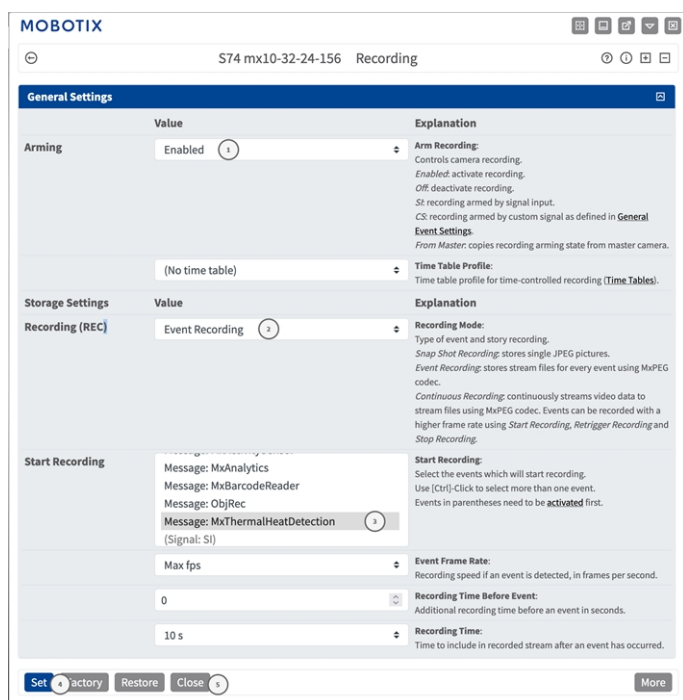 MOBOTIX
S74 mx10-32-24-156 Recording
General Settings
Value Explanation
Arming Enabled 1
Arm Recording:
Controls camera recording.
Enabled: activate recording.
Off: deactivate recording.
SI: recording armed by signal input.
CS: recording armed by custom signal as defined in General
Event Settings.
From Master: copies recording arming state from master camera.
(No time table)
Time Table Profile:
Time table profile for time-controlled recording (Time Tables).
Storage Settings Value Explanation
Recording (REC) Event Recording 2
Recording Mode:
Type of event and story recording.
Snap Shot Recording: stores single JPEG pictures.
Event Recording: stores stream files for every event using MxPEG
codec.
Continuous Recording: continuously streams video data to
stream files using MxPEG codec. Events can be recorded with a
higher frame rate using Start Recording, Retrigger Recording and
Stop Recording.
Start Recording
Message: MxAnalytics
Message: MxBarcodeReader
Message: ObjRec
Message: MxThermalHeatDetection 3
(Signal: SI)
Start Recording:
Select the events which will start recording.
Use [Ctrl]-Click to select more than one event.
Events in parentheses need to be activated first.
Max fps
Event Frame Rate:
Recording speed if an event is detected, in frames per second.
0
Recording Time Before Event:
Additional recording time before an event in seconds.
10 s
Recording Time:
Time to include in recorded stream after an event has occurred.
Set 4 actory Restore Close 5 More